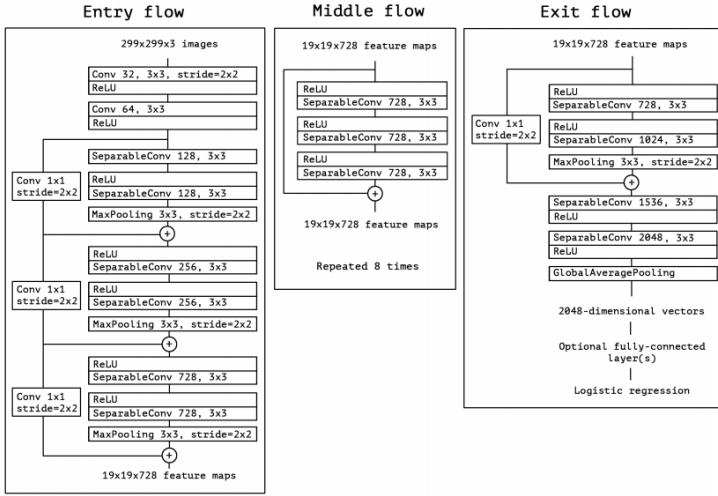 Entry flow
299x299x3 images
Conv 32, 3x3, stride=2x2
ReLU
Conv 64, 3x3
ReLU
SeparableConv 128, 3x3
Conv 1x1
stride=2x2
ReLU
SeparableConv 128, 3x3
MaxPooling 3x3, stride=2x2
+
ReLU
SeparableConv 256, 3x3
Conv 1x1
stride=2x2
ReLU
SeparableConv 256, 3x3
MaxPooling 3x3, stride=2x2
+
ReLU
SeparableConv 728, 3x3
Conv 1x1
stride=2x2
ReLU
SeparableConv 728, 3x3
MaxPooling 3x3, stride=2x2
+
19x19x728 feature maps
Middle flow
19x19x728 feature maps
ReLU
SeparableConv 728, 3x3
ReLU
SeparableConv 728, 3x3
ReLU
SeparableConv 728, 3x3
+
19x19x728 feature maps
Repeated 8 times
Exit flow
19x19x728 feature maps
ReLU
SeparableConv 728, 3x3
Conv 1x1
stride=2x2
ReLU
SeparableConv 1024, 3x3
MaxPooling 3x3, stride=2x2
+
SeparableConv 1536, 3x3
ReLU
SeparableConv 2048, 3x3
ReLU
GlobalAveragePooling
2048-dimensional vectors
Optional fully-connected
layer(s)
Logistic regression